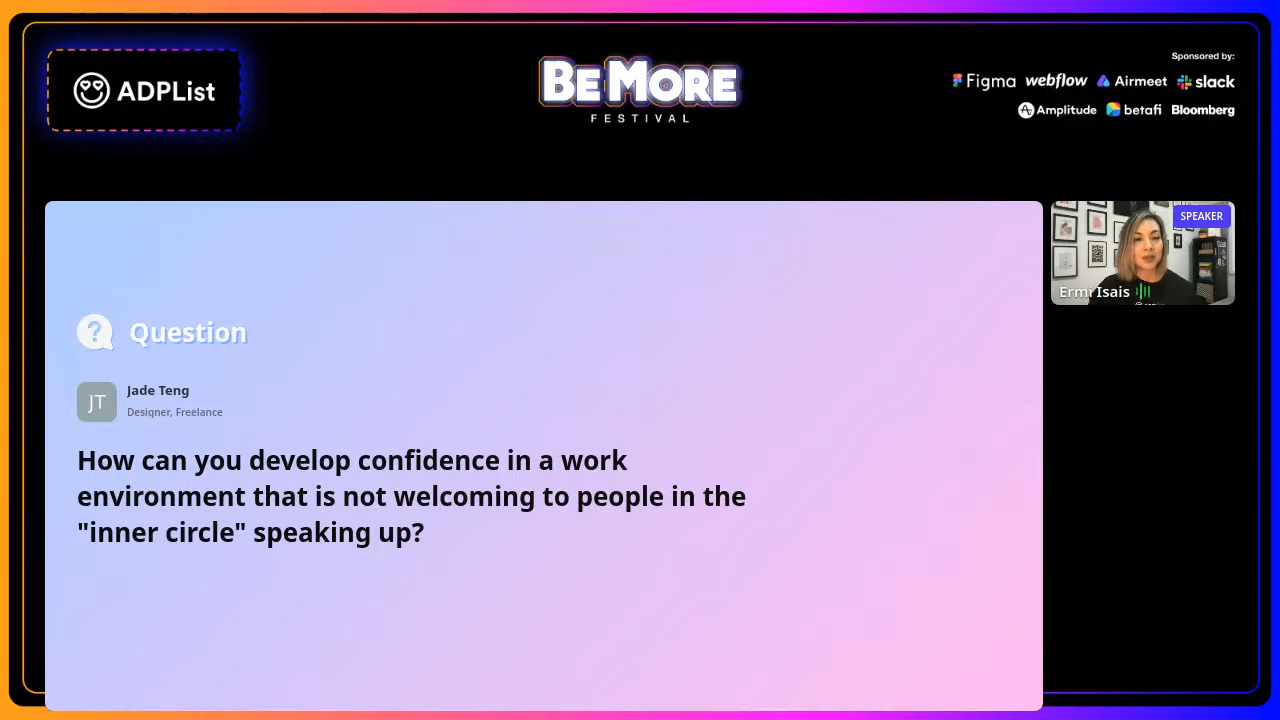 ADPList
BE MORE
FESTIVAL
Sponsored by:
Figma webflow Airmeet slack
Amplitude betafi Bloomberg
SPEAKER
Ermi Isais
Question
JT
Jade Teng
Designer, Freelance
How can you develop confidence in a work
environment that is not welcoming to people in the
"inner circle" speaking up?